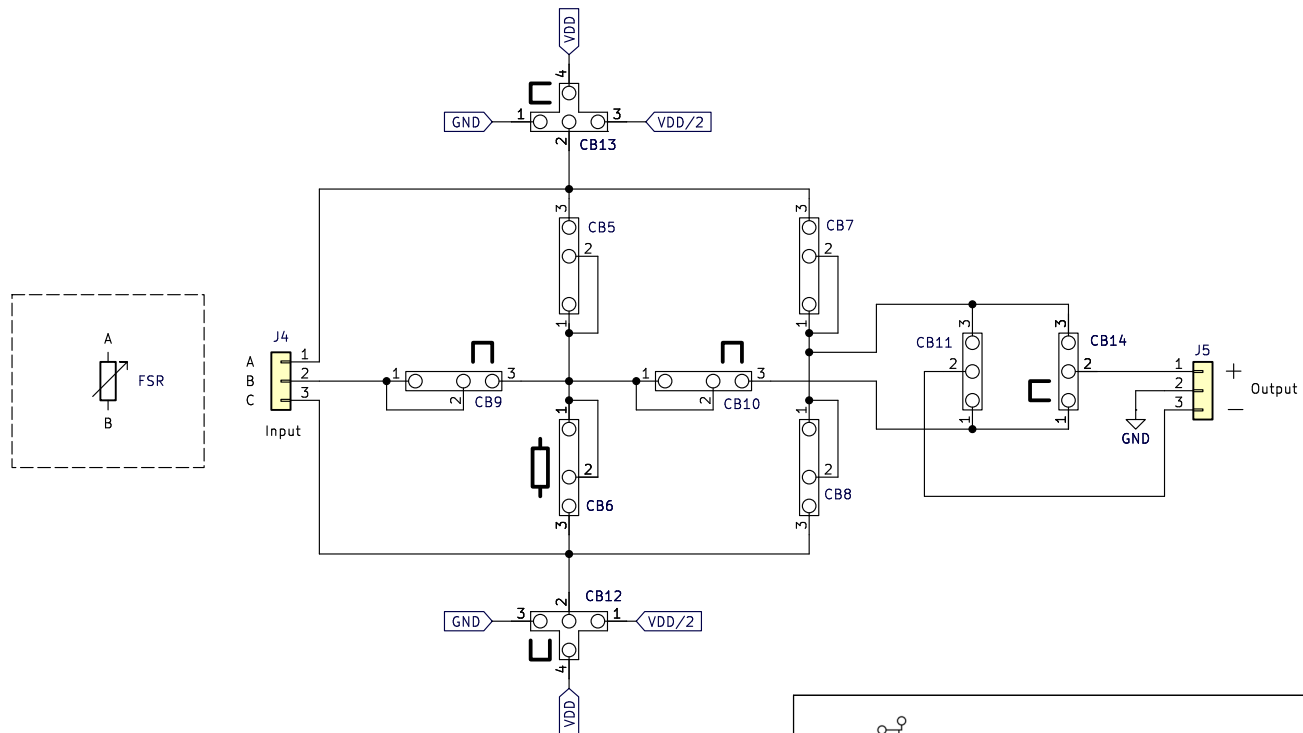 VDD
4
GND 1 3 VDD/2
2 CB13
3 CB5 3 CB7
2 2
1 1
A
FSR
B
J4
A 1
B 2
C 3
Input
1 2 3
CB9
1 2 3
CB10
1 2 CB6 3
1 2 CB8 3
CB11 3 2 1
3 CB14 2 1
J5
1 +
2 Output
3 −
GND
CB12
2
GND 3 1 VDD/2
4
VDD